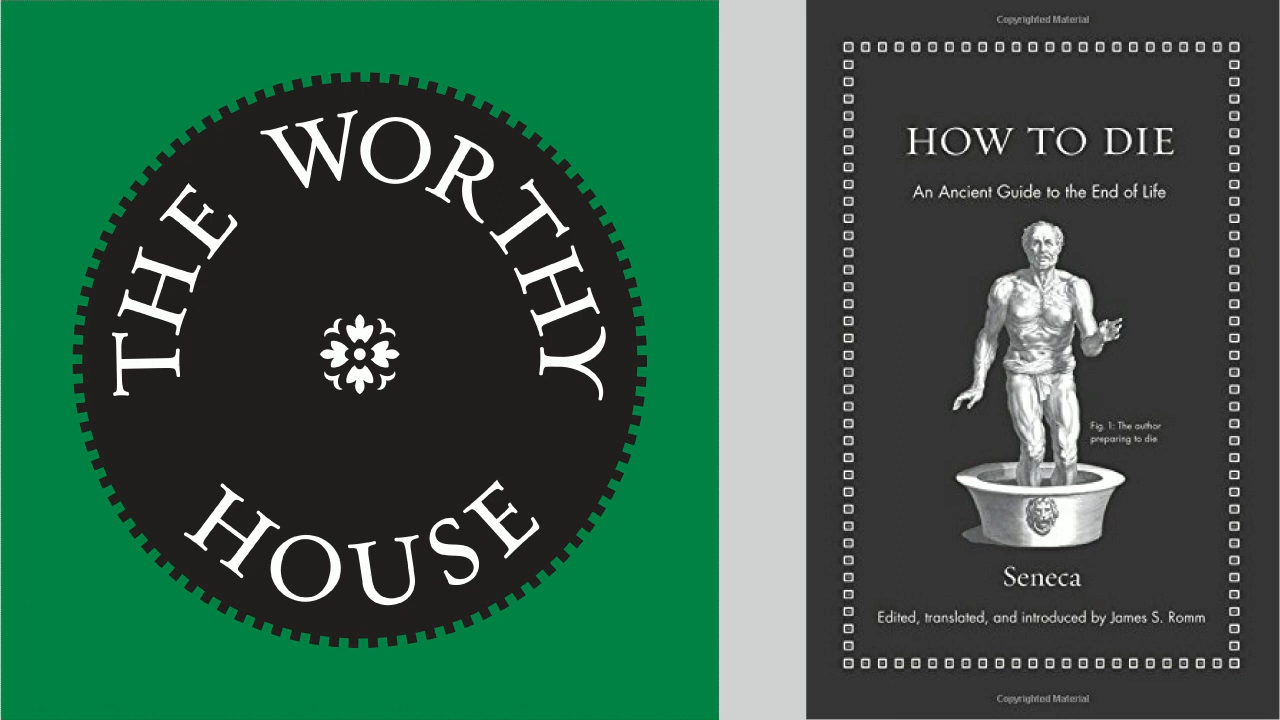 THE WORTHY
HOUSE
Copyrighted Material
HOW TO DIE
An Ancient Guide to the End of Life
Fig. 1: The author
preparing to die
Seneca
Edited, translated, and introduced by James S. Romm
Copyrighted Material